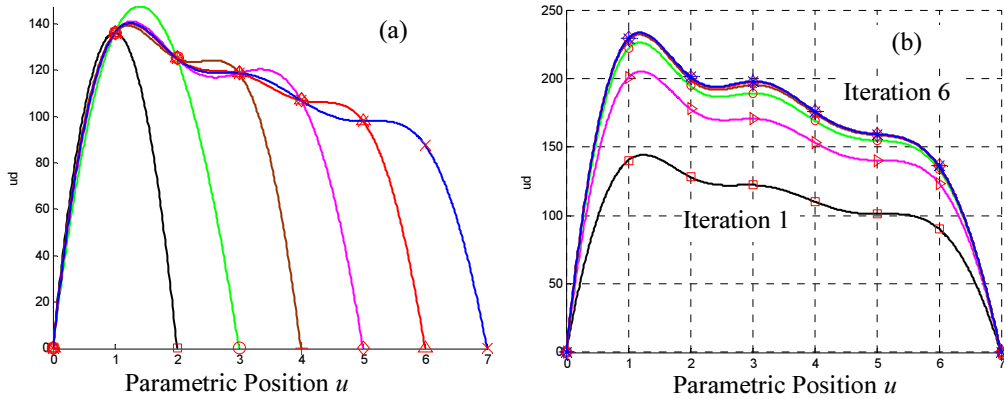 (a)
140
120
100
80
60
40
20
0
ud
0 1 2 3 4 5 6 7
Parametric Position u
(b)
250
200
150
100
50
0
ud
Iteration 6
Iteration 1
0 1 2 3 4 5 6 7
Parametric Position u